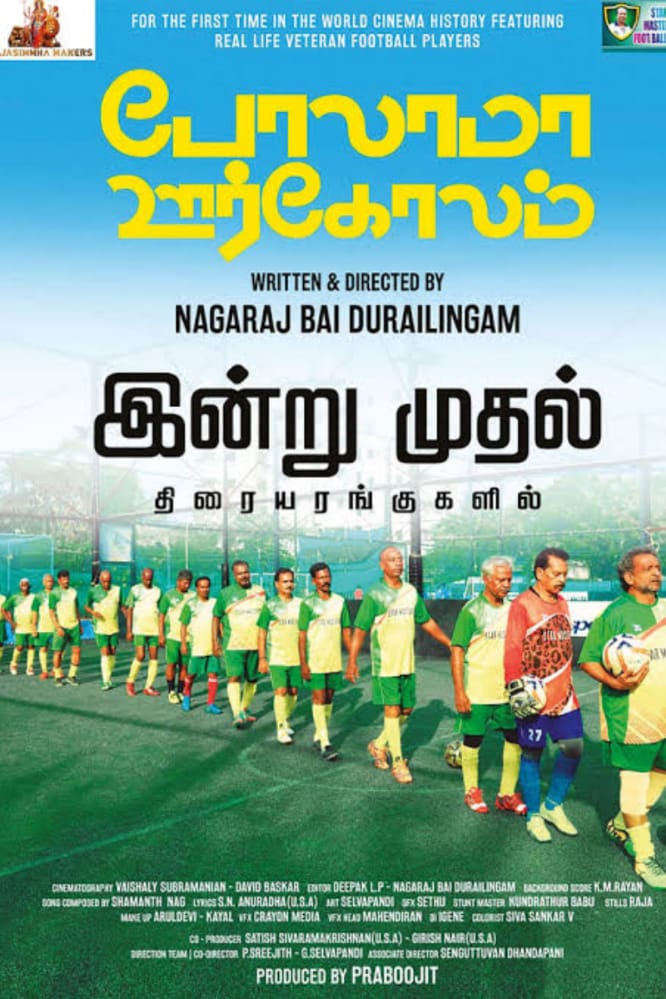 FOR THE FIRST TIME IN THE WORLD CINEMA HISTORY FEATURING
REAL LIFE VETERAN FOOTBALL PLAYERS
போலாமா
ஊர்கோலம்
WRITTEN & DIRECTED BY
NAGARAJ BAI DURAILINGAM
இன்று முதல்
திரையரங்குகளில்
27
CINEMATOGRAPHY VAISHALY SUBRAMANIAN - DAVID BASKAR EDITOR DEEPAK L.P - NAGARAJ BAI DURAILINGAM BACKGROUND SCORE K.M.RAYAN
SONG COMPOSED BY SHAMANTH NAG LYRICS S.N. ANURADHA(U.S.A) ART SELVAPANDI GFX SETHU STUNT MASTER KUNDRATHUR BABU STILLS RAJA
MAKE UP ARULDEVI - KAYAL VFX CRAYON MEDIA VFX HEAD MAHENDIRAN DI IGENE COLORIST SIVA SANKAR V
CO - PRODUCER SATISH SIVARAMAKRISHNAN(U.S.A) - GIRISH NAIR(U.S.A)
DIRECTION TEAM | CO-DIRECTOR P.SREEJITH - G.SELVAPANDI ASSOCIATE DIRECTOR SENGUTTUVAN DHANDAPANI
PRODUCED BY PRABOOJIT